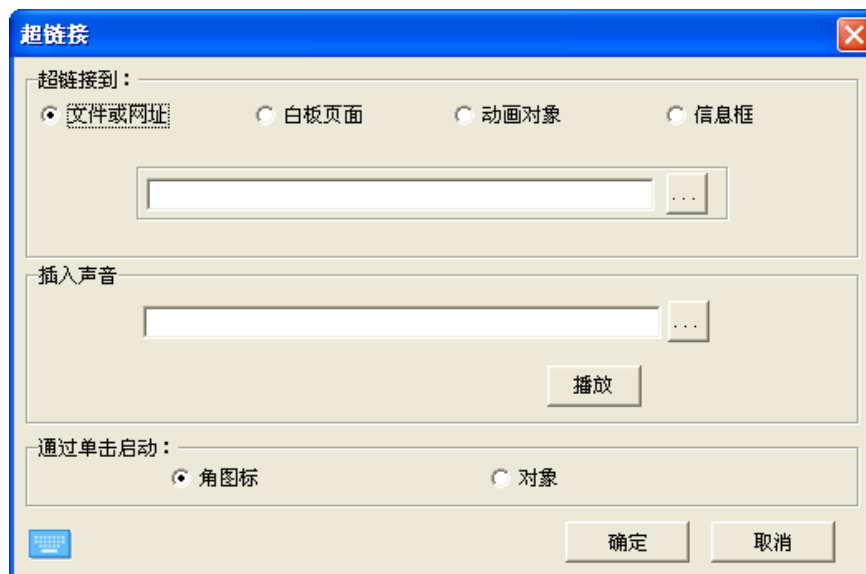 超链接
超链接到：
文件或网址 白板页面 动画对象 信息框
...
插入声音
...
播放
通过单击启动：
角图标 对象
确定 取消